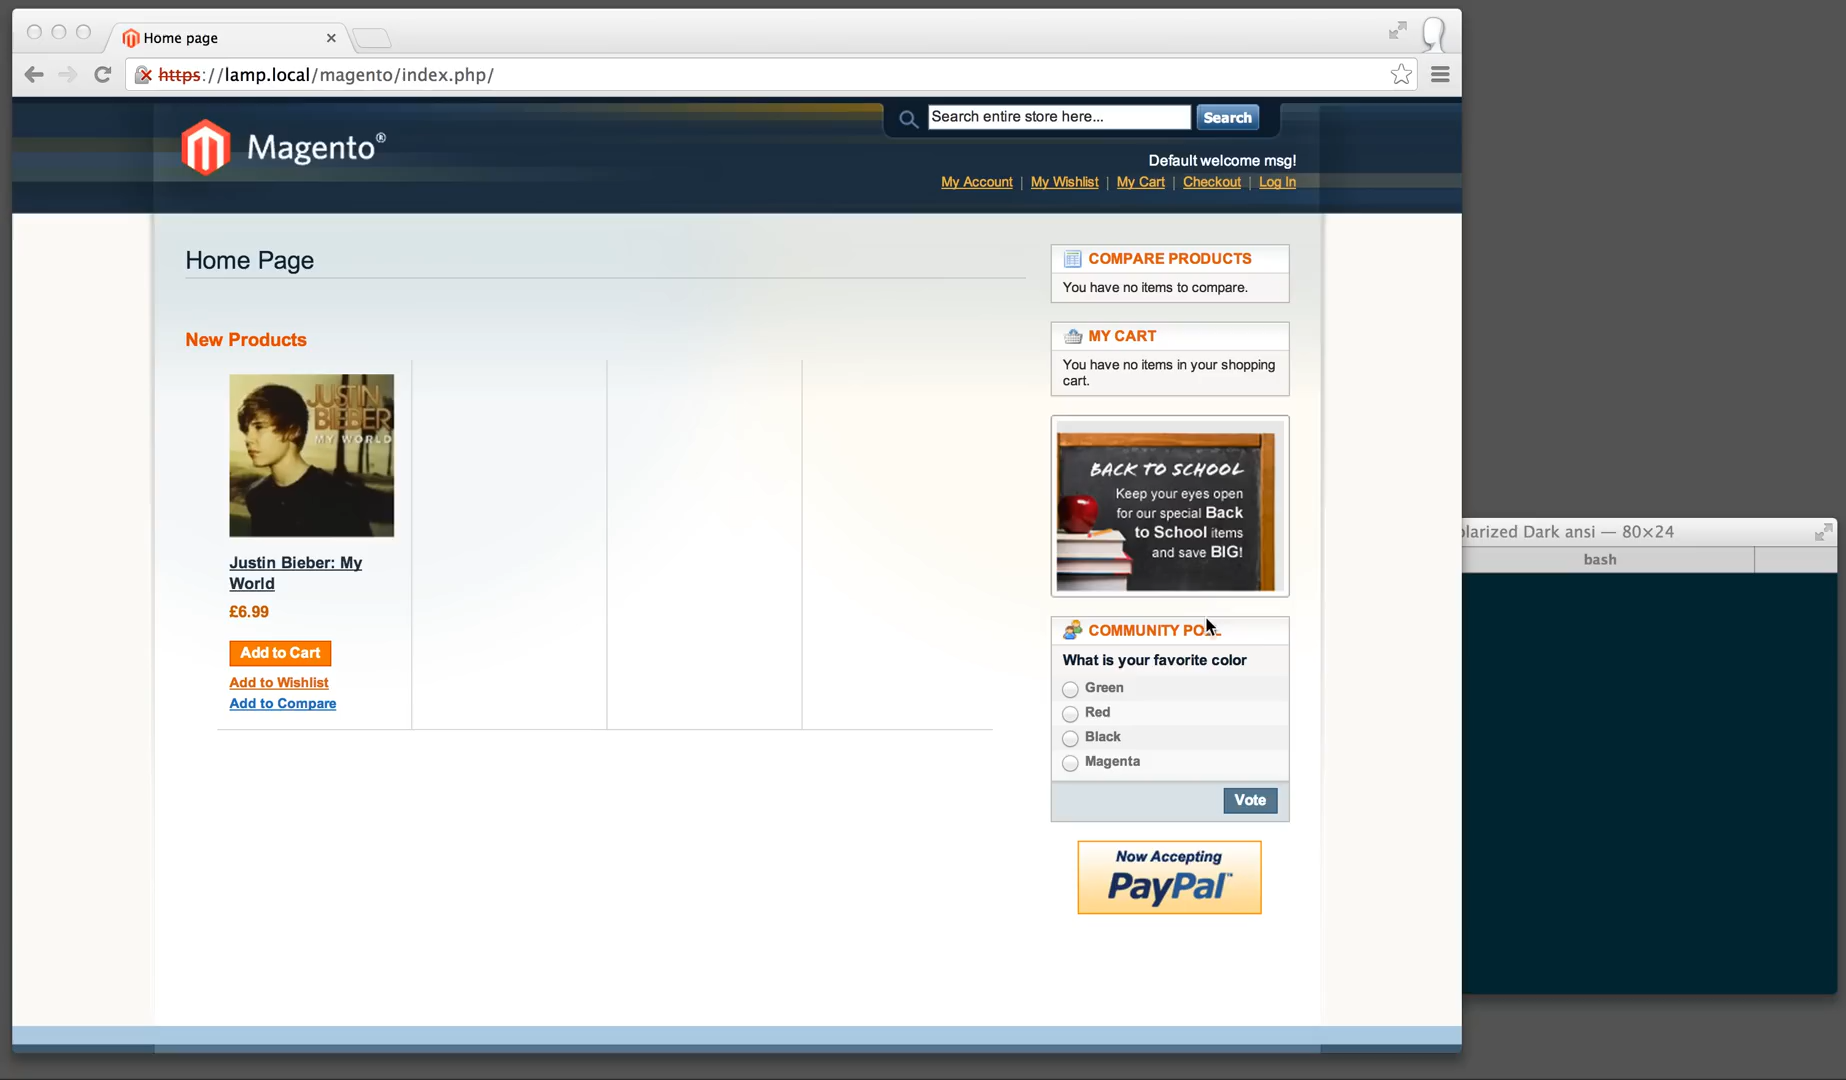 Home page
https://lamp.local/magento/index.php/
Magento®
Search entire store here...
Search
Default welcome msg!
My Account | My Wishlist | My Cart | Checkout | Log In
Home Page
New Products
JUSTIN
BIEBER
MY WORLD
Justin Bieber: My
World
£6.99
Add to Cart
Add to Wishlist
Add to Compare
COMPARE PRODUCTS
You have no items to compare.
MY CART
You have no items in your shopping
cart.
BACK TO SCHOOL
Keep your eyes open
for our special Back
to School items
and save BIG!
COMMUNITY POLL
What is your favorite color
Green
Red
Black
Magenta
Vote
Now Accepting
PayPal™
olarized Dark ansi — 80×24
bash